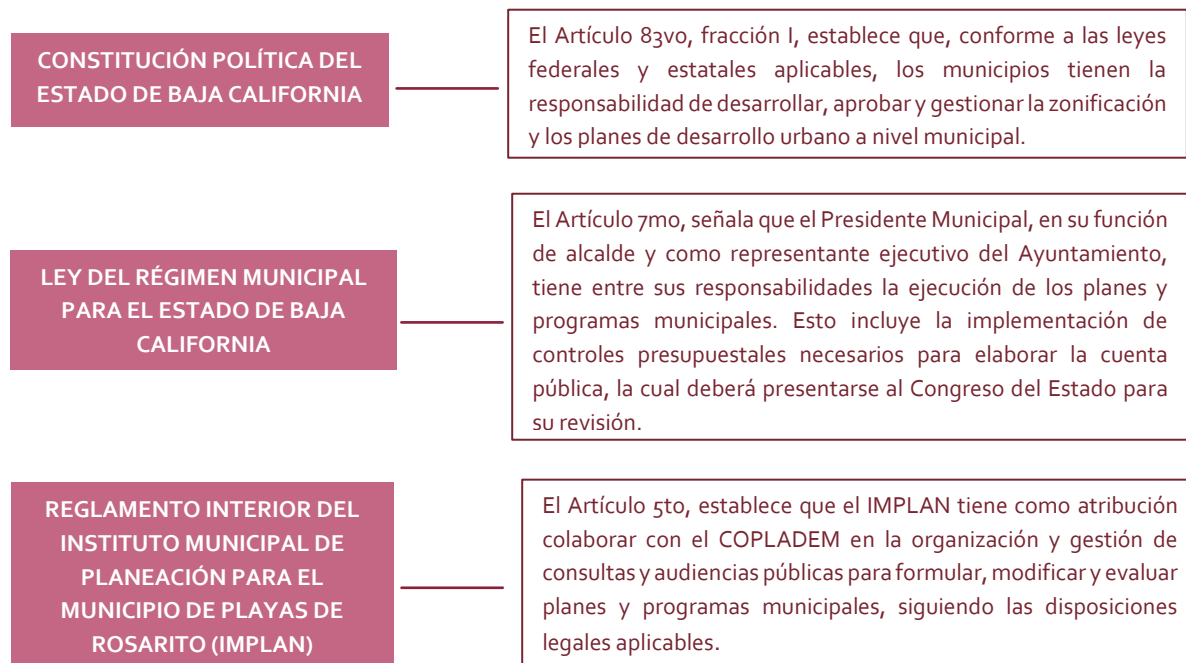 CONSTITUCIÓN POLÍTICA DEL
ESTADO DE BAJA CALIFORNIA
El Artículo 83vo, fracción I, establece que, conforme a las leyes
federales y estatales aplicables, los municipios tienen la
responsabilidad de desarrollar, aprobar y gestionar la zonificación
y los planes de desarrollo urbano a nivel municipal.
LEY DEL RÉGIMEN MUNICIPAL
PARA EL ESTADO DE BAJA
CALIFORNIA
El Artículo 7mo, señala que el Presidente Municipal, en su función
de alcalde y como representante ejecutivo del Ayuntamiento,
tiene entre sus responsabilidades la ejecución de los planes y
programas municipales. Esto incluye la implementación de
controles presupuestales necesarios para elaborar la cuenta
pública, la cual deberá presentarse al Congreso del Estado para
su revisión.
REGLAMENTO INTERIOR DEL
INSTITUTO MUNICIPAL DE
PLANEACIÓN PARA EL
MUNICIPIO DE PLAYAS DE
ROSARITO (IMPLAN)
El Artículo 5to, establece que el IMPLAN tiene como atribución
colaborar con el COPLADEM en la organización y gestión de
consultas y audiencias públicas para formular, modificar y evaluar
planes y programas municipales, siguiendo las disposiciones
legales aplicables.